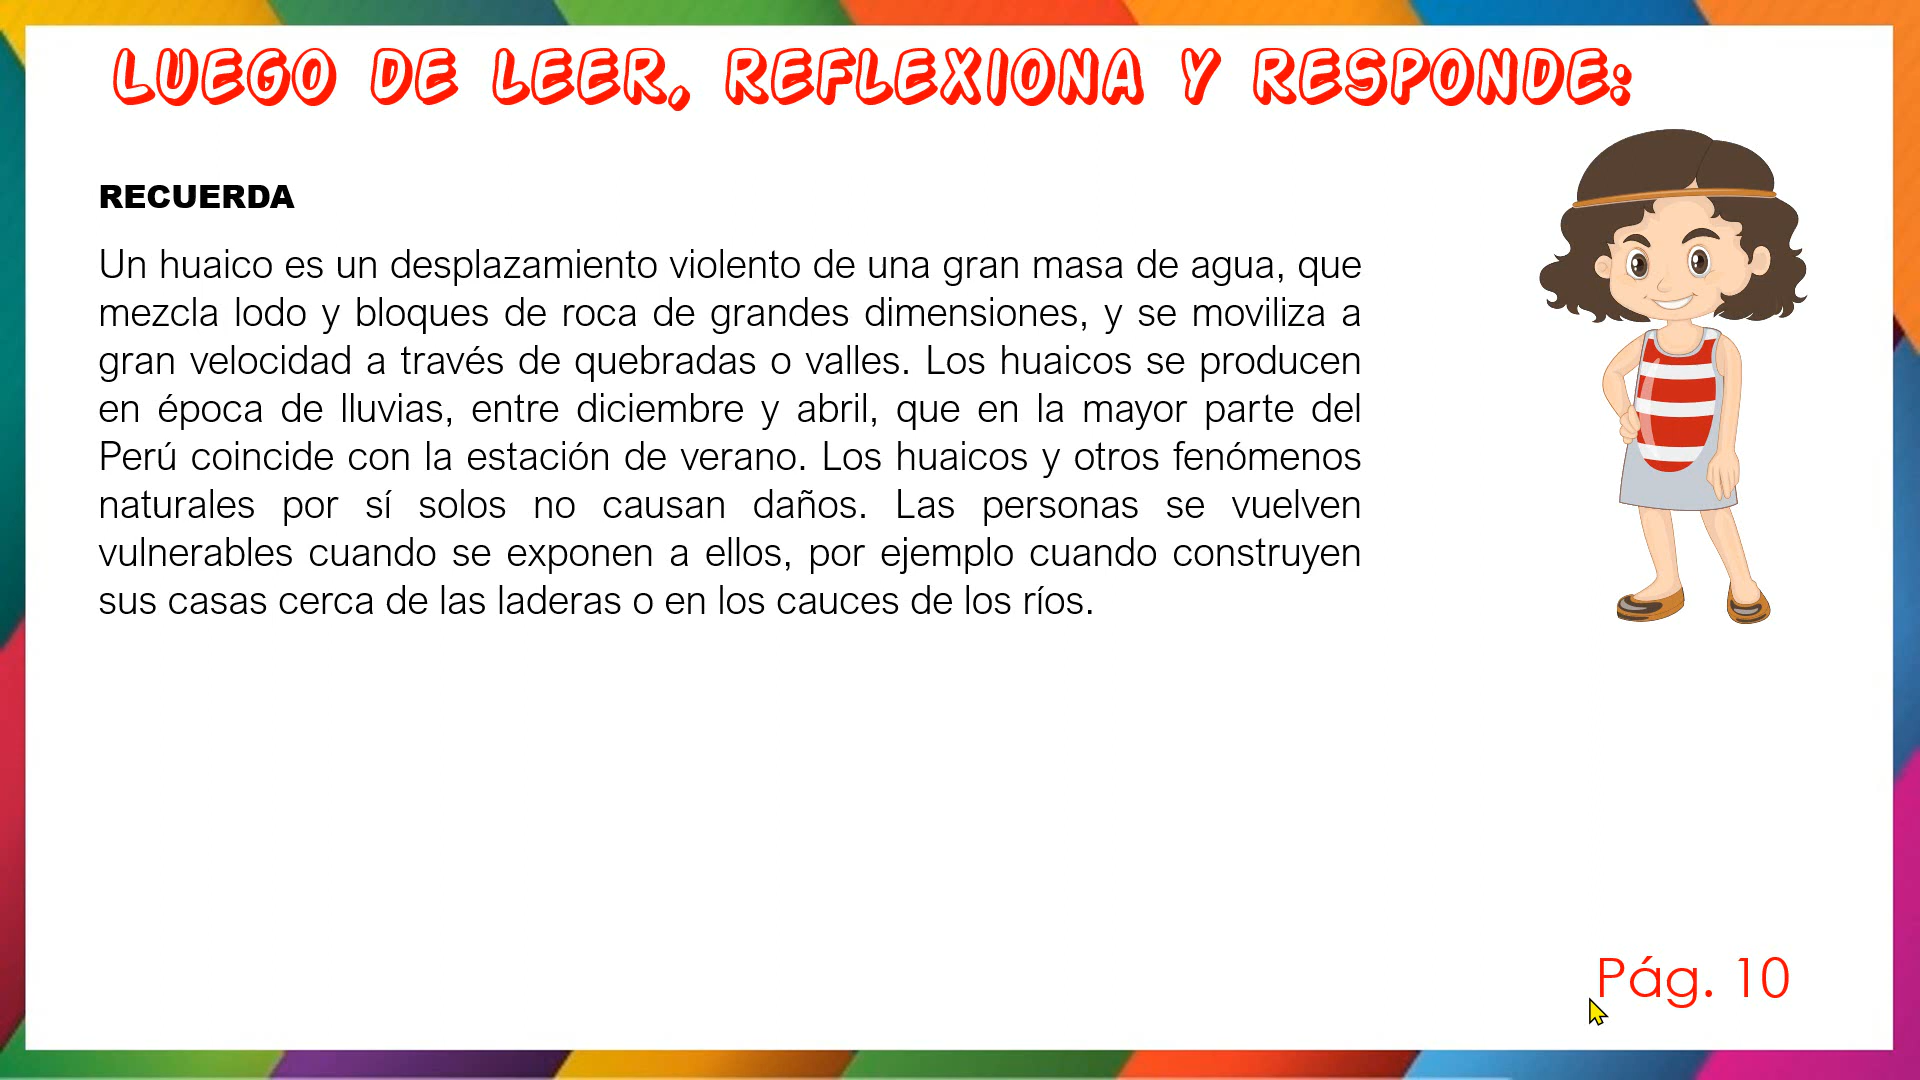 LUEGO DE LEER, REFLEXIONA Y RESPONDE:
RECUERDA
Un huaico es un desplazamiento violento de una gran masa de agua, que
mezcla lodo y bloques de roca de grandes dimensiones, y se moviliza a
gran velocidad a través de quebradas o valles. Los huaicos se producen
en época de lluvias, entre diciembre y abril, que en la mayor parte del
Perú coincide con la estación de verano. Los huaicos y otros fenómenos
naturales por sí solos no causan daños. Las personas se vuelven
vulnerables cuando se exponen a ellos, por ejemplo cuando construyen
sus casas cerca de las laderas o en los cauces de los ríos.
Pág. 10